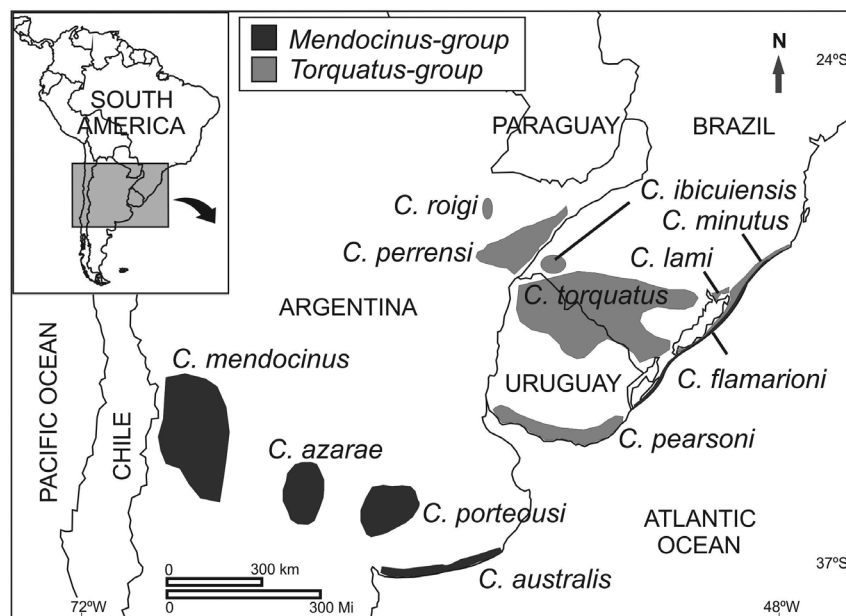 Mendocinus-group
Torquatus-group
N
24ºS
SOUTH
AMERICA
PARAGUAY
BRAZIL
C. ibicuiensis
C. roigi
C. minutus
C. perrensi
C. lami
C. torquatus
ARGENTINA
C. mendocinus
C. flamarioni
URUGUAY
PACIFIC OCEAN
CHILE
C. pearsoni
C. azarae
C. porteousi
ATLANTIC
OCEAN
37ºS
0 300 km
C. australis
0 300 Mi
72ºW
48ºW